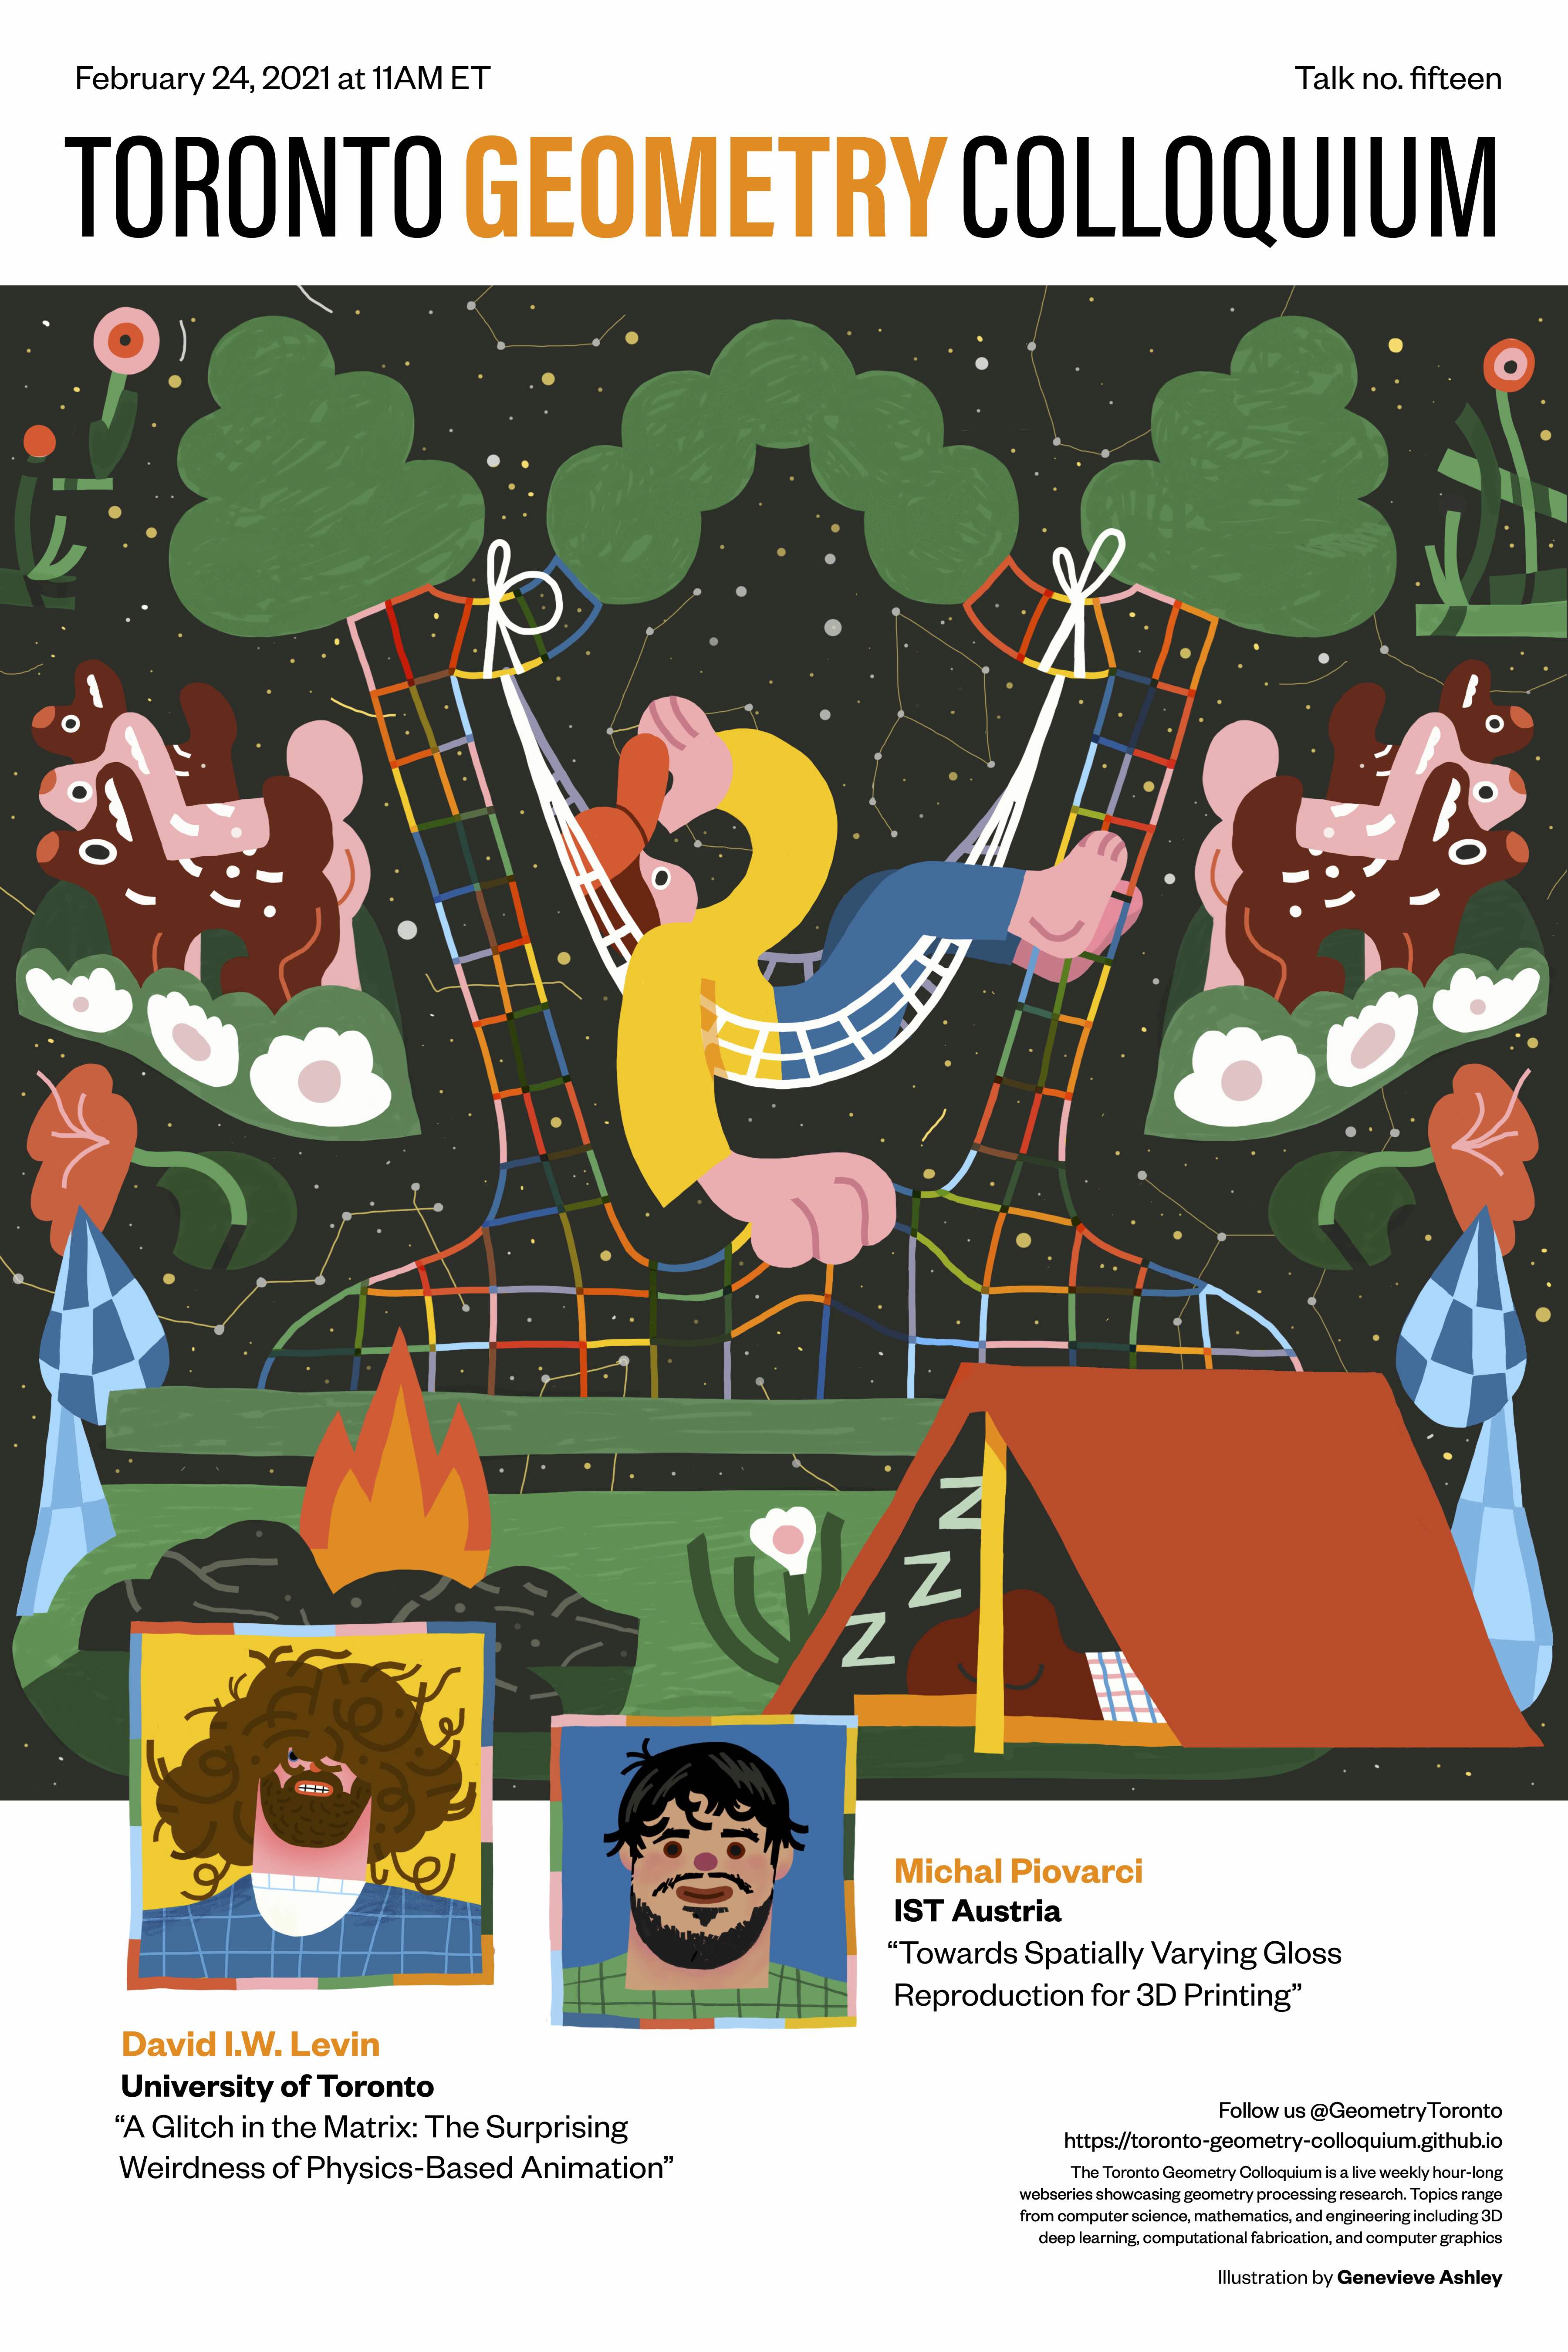 February 24, 2021 at 11AM ET
Talk no. fifteen
TORONTO GEOMETRY COLLOQUIUM
Z
Z
Z
Michal Piovarci
IST Austria
“Towards Spatially Varying Gloss
Reproduction for 3D Printing”
David I.W. Levin
University of Toronto
“A Glitch in the Matrix: The Surprising
Weirdness of Physics-Based Animation”
Follow us @GeometryToronto
https://toronto-geometry-colloquium.github.io
The Toronto Geometry Colloquium is a live weekly hour-long
webseries showcasing geometry processing research. Topics range
from computer science, mathematics, and engineering including 3D
deep learning, computational fabrication, and computer graphics
Illustration by Genevieve Ashley